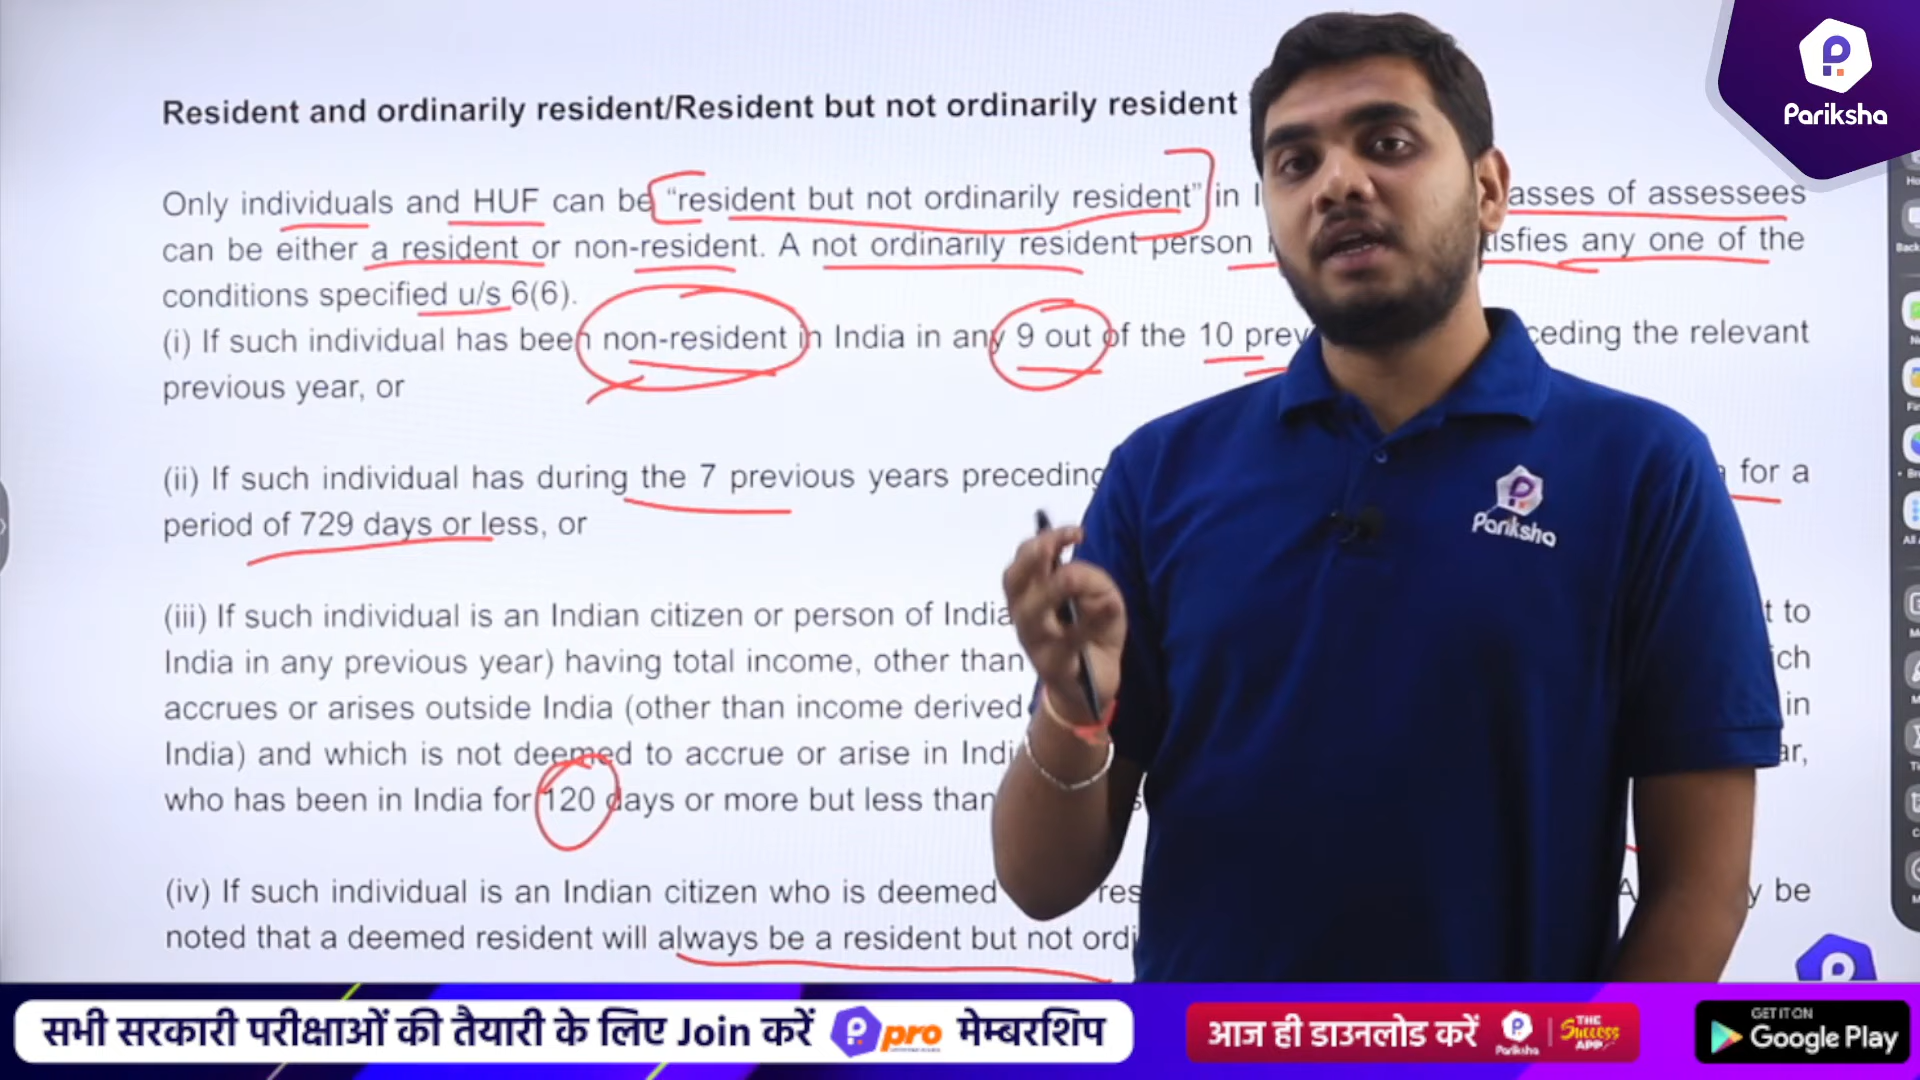 Resident and ordinarily resident/Resident but not ordinarily resident
Only individuals and HUF can be “resident but not ordinarily resident” in asses of assessees
can be either a resident or non-resident. A not ordinarily resident person tisfies any one of the
conditions specified u/s 6(6).
(i) If such individual has been non-resident in India in any 9 out of the 10 prev ceding the relevant
previous year, or
(ii) If such individual has during the 7 previous years preceding for a
period of 729 days or less, or
(iii) If such individual is an Indian citizen or person of India t to
India in any previous year) having total income, other than ich
accrues or arises outside India (other than income derived in
India) and which is not deemed to accrue or arise in Indi ar,
who has been in India for 120 days or more but less than
(iv) If such individual is an Indian citizen who is deemed res y be
noted that a deemed resident will always be a resident but not ordi
Pariksha
Pariksha
सभी सरकारी परीक्षाओं की तैयारी के लिए Join करें pro मेम्बरशिप
आज ही डाउनलोड करें Pariksha THE Success APP
GET IT ON
Google Play